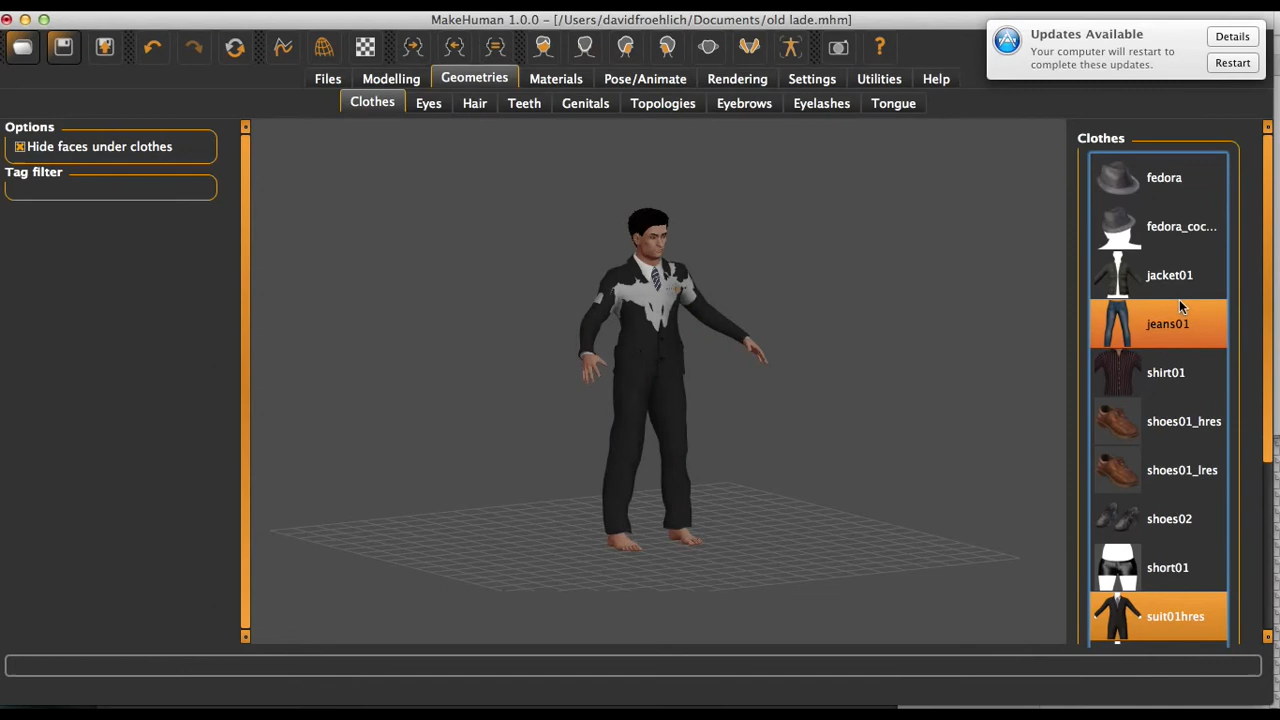 MakeHuman 1.0.0 - [/Users/davidfroehlich/Documents/old lade.mhm]
Updates Available
Your computer will restart to
complete these updates.
Details
Restart
Files Modelling Geometries Materials Pose/Animate Rendering Settings Utilities Help
Clothes Eyes Hair Teeth Genitals Topologies Eyebrows Eyelashes Tongue
Options
Hide faces under clothes
Tag filter
Clothes
fedora
fedora_coc...
jacket01
jeans01
shirt01
shoes01_hres
shoes01_lres
shoes02
short01
suit01hres